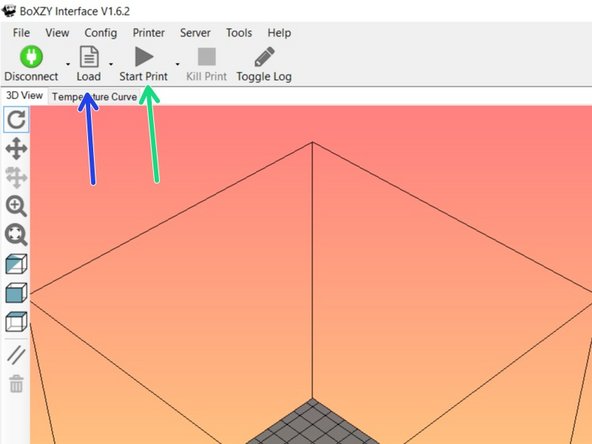 BoXZY Interface V1.6.2
File View Config Printer Server Tools Help
Disconnect Load Start Print Kill Print Toggle Log
3D View Temperature Curve